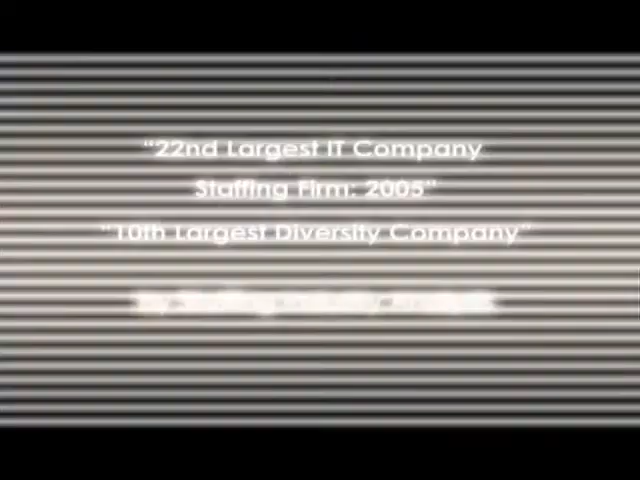 “22nd Largest IT Company
Staffing Firm: 2005”
“10th Largest Diversity Company”